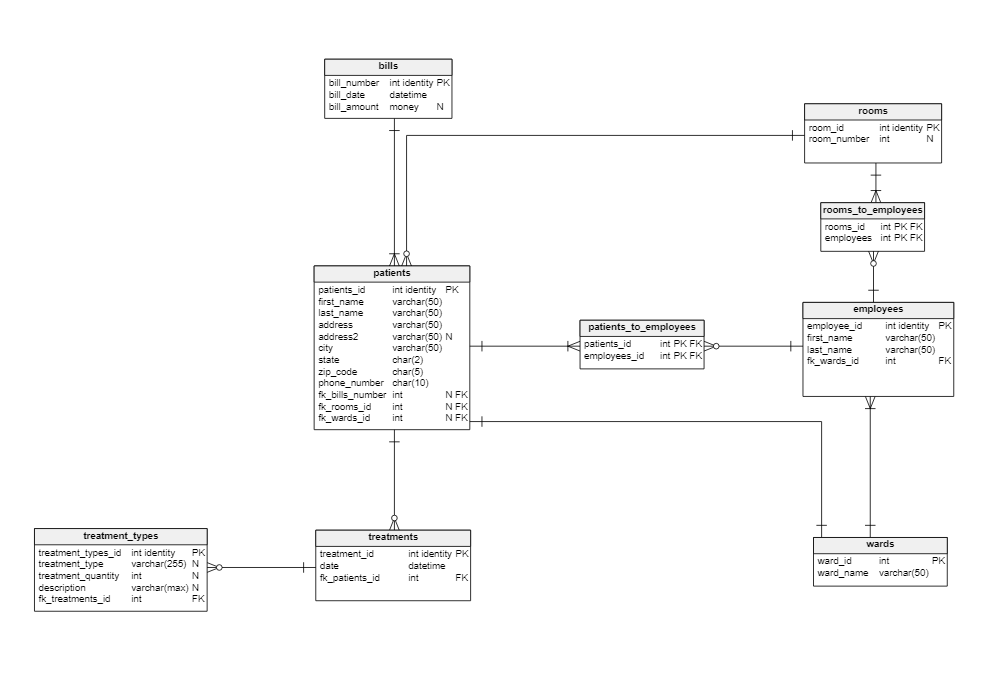 bills
bill_number int identity PK
bill_date datetime
bill_amount money N
rooms
room_id int identity PK
room_number int N
rooms_to_employees
rooms_id int PK FK
employees int PK FK
patients
patients_id int identity PK
first_name varchar(50)
last_name varchar(50)
address varchar(50)
address2 varchar(50) N
city varchar(50)
state char(2)
zip_code char(5)
phone_number char(10)
fk_bills_number int N FK
fk_rooms_id int N FK
fk_wards_id int N FK
patients_to_employees
patients_id int PK FK
employees_id int PK FK
employees
employee_id int identity PK
first_name varchar(50)
last_name varchar(50)
fk_wards_id int FK
treatment_types
treatment_types_id int identity PK
treatment_type varchar(255) N
treatment_quantity int N
description varchar(max) N
fk_treatments_id int FK
treatments
treatment_id int identity PK
date datetime
fk_patients_id int FK
wards
ward_id int PK
ward_name varchar(50)